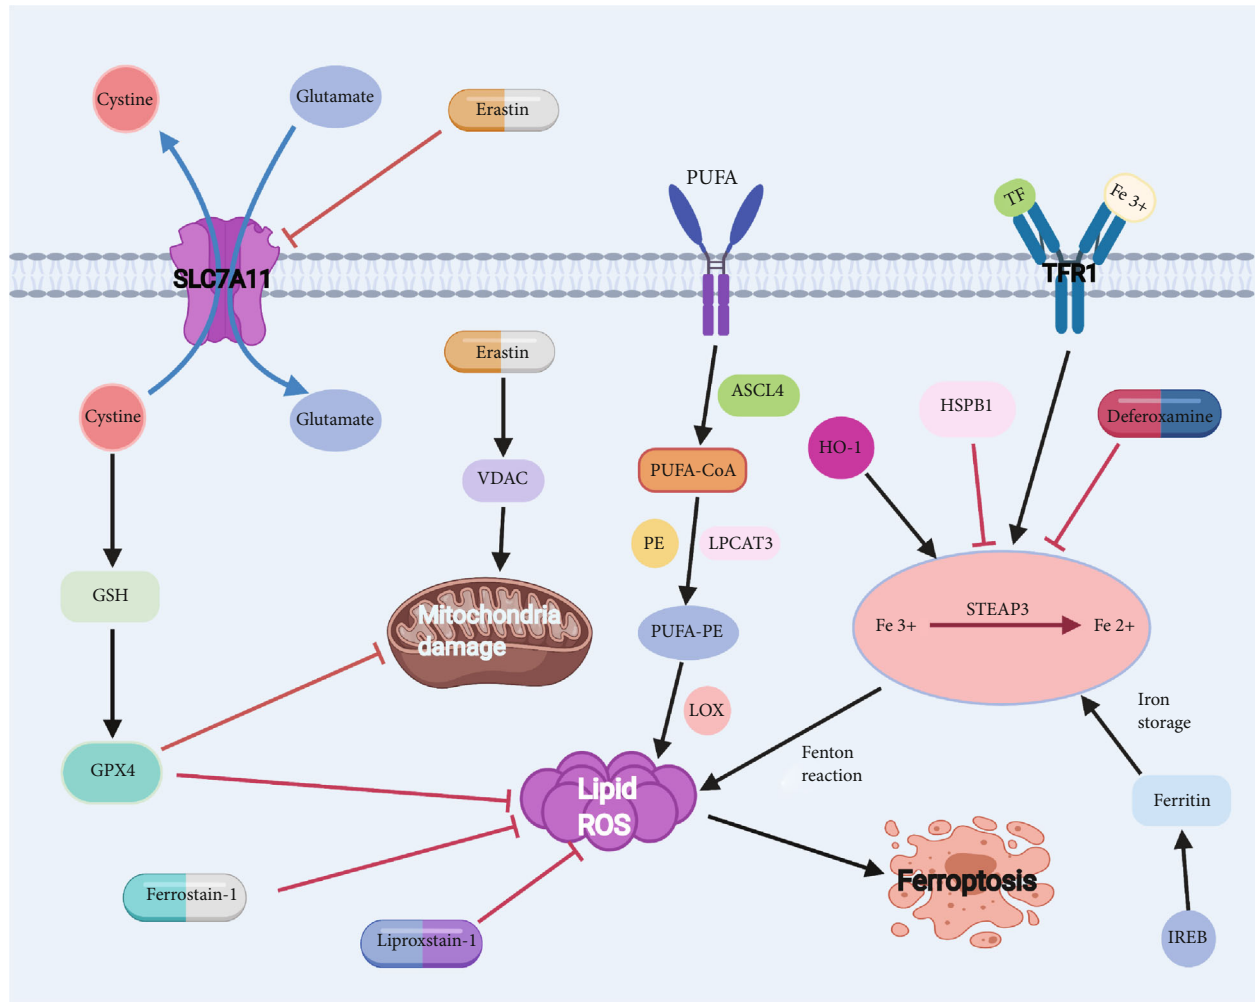 Cystine
Glutamate
Erastin
PUFA
TF
Fe 3+
SLC7A11
TFR1
Erastin
ASCL4
HSPB1
Deferoxamine
Cystine
Glutamate
HO-1
VDAC
PUFA-CoA
PE
LPCAT3
GSH
Mitochondria
damage
PUFA-PE
STEAP3
Fe 3+
Fe 2+
LOX
Iron
storage
GPX4
Fenton
reaction
Lipid
ROS
Ferritin
Ferroptosis
Ferrostain-1
Liproxstain-1
IREB